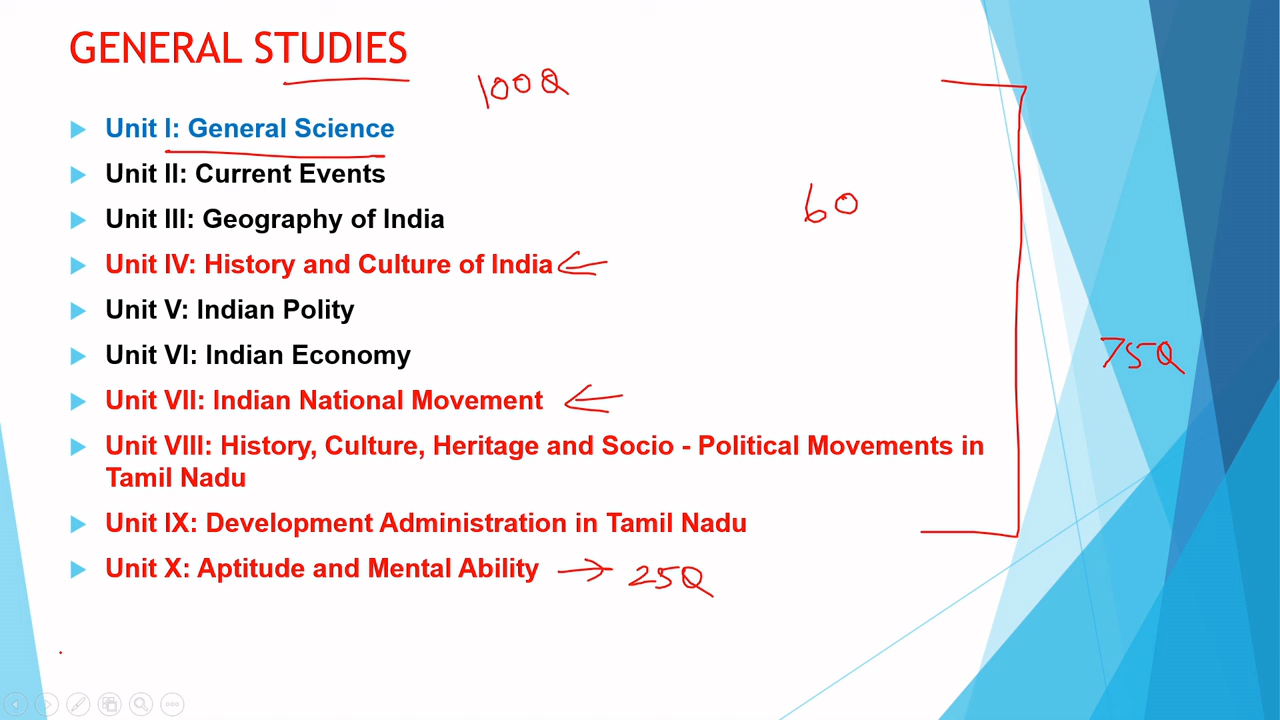 GENERAL STUDIES
100Q
Unit I: General Science
Unit II: Current Events
60
Unit III: Geography of India
Unit IV: History and Culture of India
Unit V: Indian Polity
Unit VI: Indian Economy
75Q
Unit VII: Indian National Movement
Unit VIII: History, Culture, Heritage and Socio - Political Movements in
Tamil Nadu
Unit IX: Development Administration in Tamil Nadu
Unit X: Aptitude and Mental Ability → 25Q